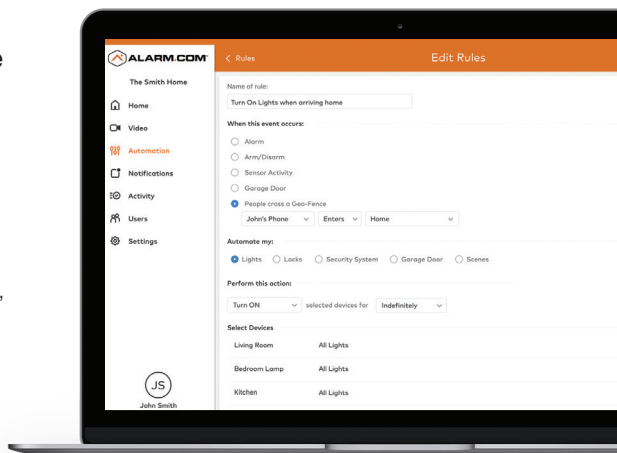 e
,
ALARM.COM
The Smith Home
Home
Video
Automation
Notifications
Activity
Users
Settings
JS
John Smith
Rules
Edit Rules
Name of rule:
Turn On Lights when arriving home
When this event occurs:
Alarm
Arm/Disarm
Sensor Activity
Garage Door
People cross a Geo-Fence
John's Phone Enters Home
Automate my:
Lights Locks Security System Garage Door Scenes
Perform this action:
Turn ON selected devices for Indefinitely
Select Devices
Living Room All Lights
Bedroom Lamp All Lights
Kitchen All Lights